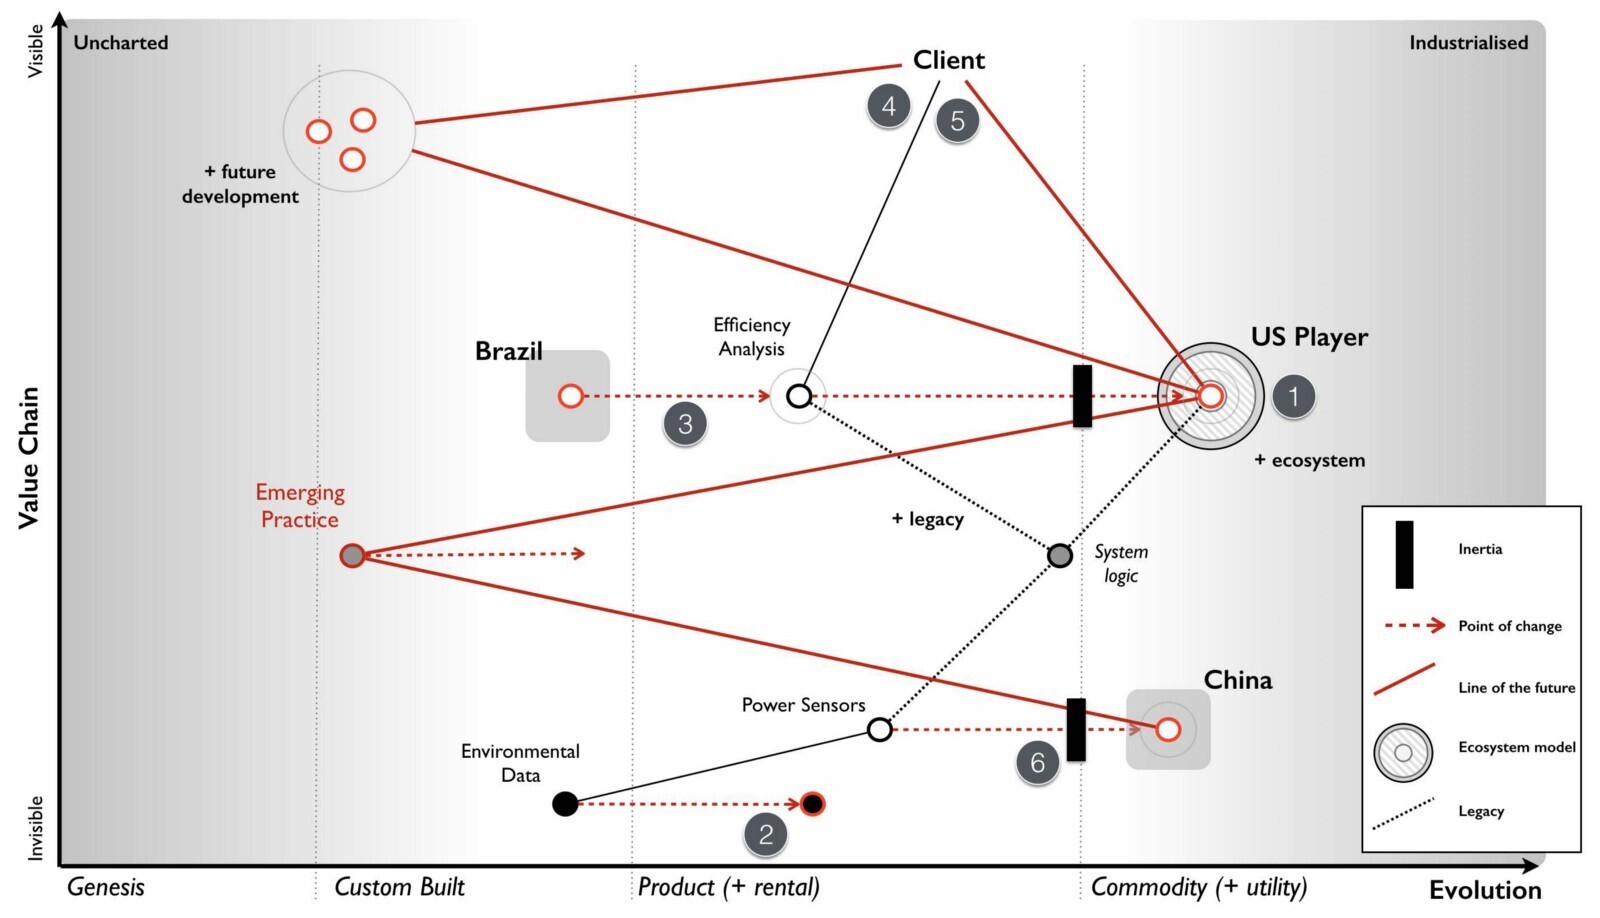 Visible
Uncharted
Client
Industrialised
4
5
+ future
development
Efficiency
Analysis
Brazil
US Player
3
1
+ ecosystem
Value Chain
Emerging
Practice
+ legacy
System
logic
Inertia
Point of change
Line of the future
Ecosystem model
Legacy
China
Power Sensors
Environmental
Data
6
2
Invisible
Genesis
Custom Built
Product (+ rental)
Commodity (+ utility)
Evolution